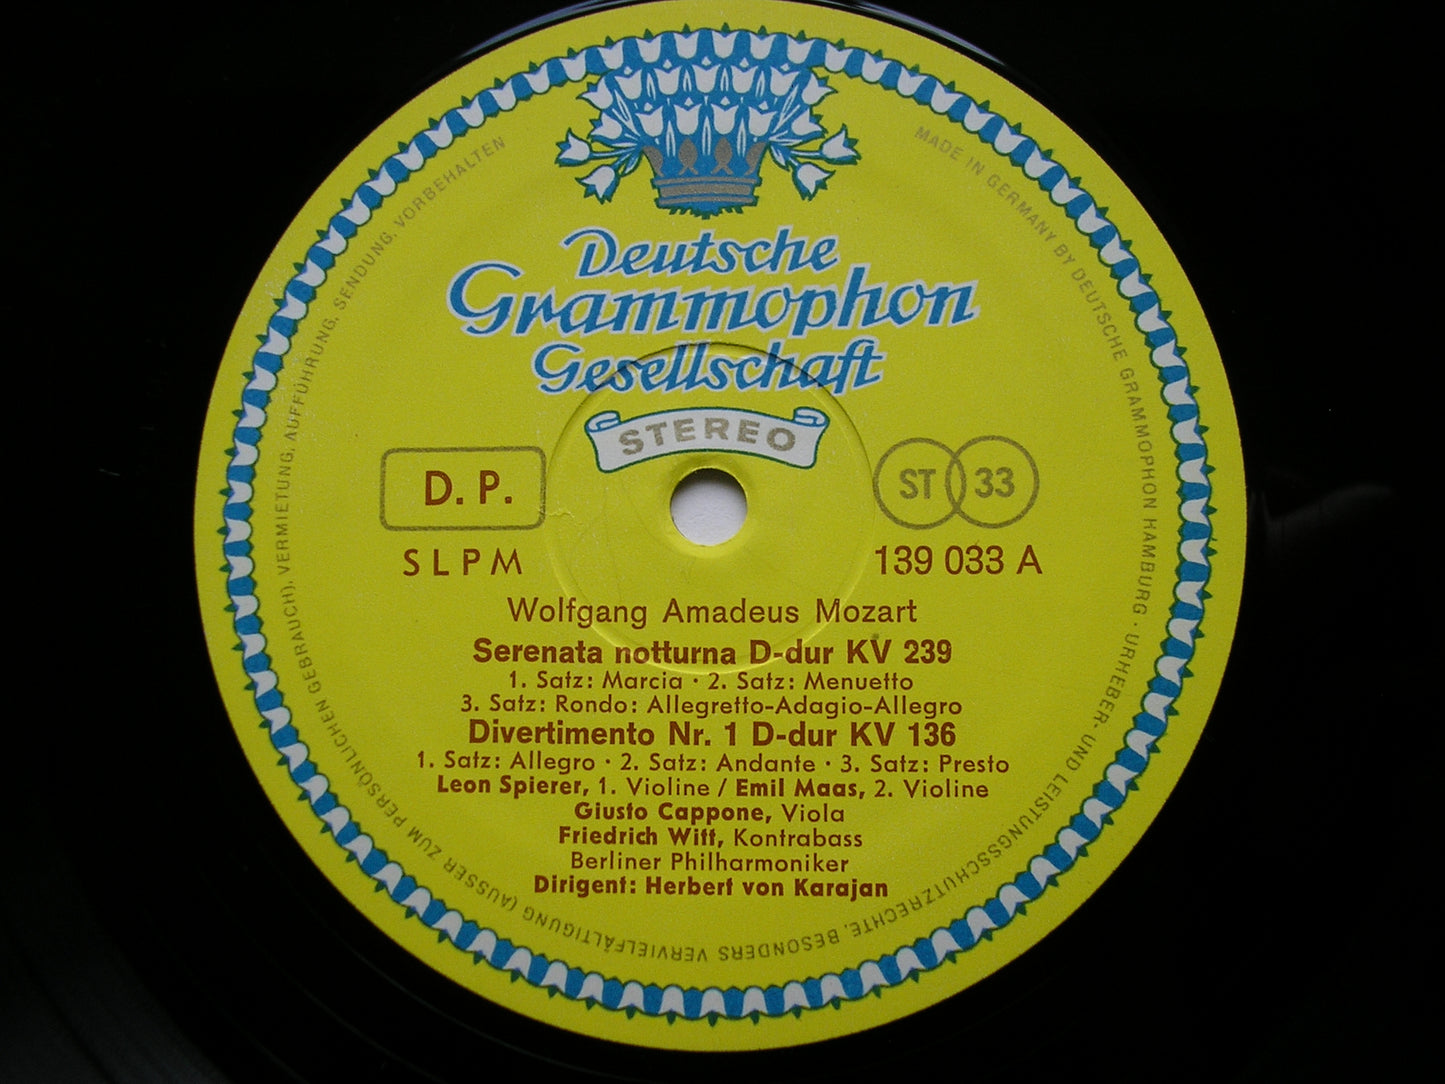 Deutsche
Grammophon
Gesellschaft
STEREO
D. P.
ST 33
SLPM
139 033 A
Wolfgang Amadeus Mozart
Serenata notturna D-dur KV 239
1. Satz: Marcia · 2. Satz: Menuetto
3. Satz: Rondo: Allegretto-Adagio-Allegro
Divertimento Nr. 1 D-dur KV 136
1. Satz: Allegro · 2. Satz: Andante · 3. Satz: Presto
Leon Spierer, 1. Violine / Emil Maas, 2. Violine
Giusto Cappone, Viola
Friedrich Witt, Kontrabass
Berliner Philharmoniker
Dirigent: Herbert von Karajan
MADE IN GERMANY BY DEUTSCHE GRAMMOPHON HAMBURG · URHEBER- UND LEISTUNGSSCHUTZRECHTE, BESONDERS VERVIELFÄLTIGUNG (AUSSER ZUM PERSÖNLICHEN GEBRAUCH), VERMIETUNG, AUFFÜHRUNG, SENDUNG, VORBEHALTEN